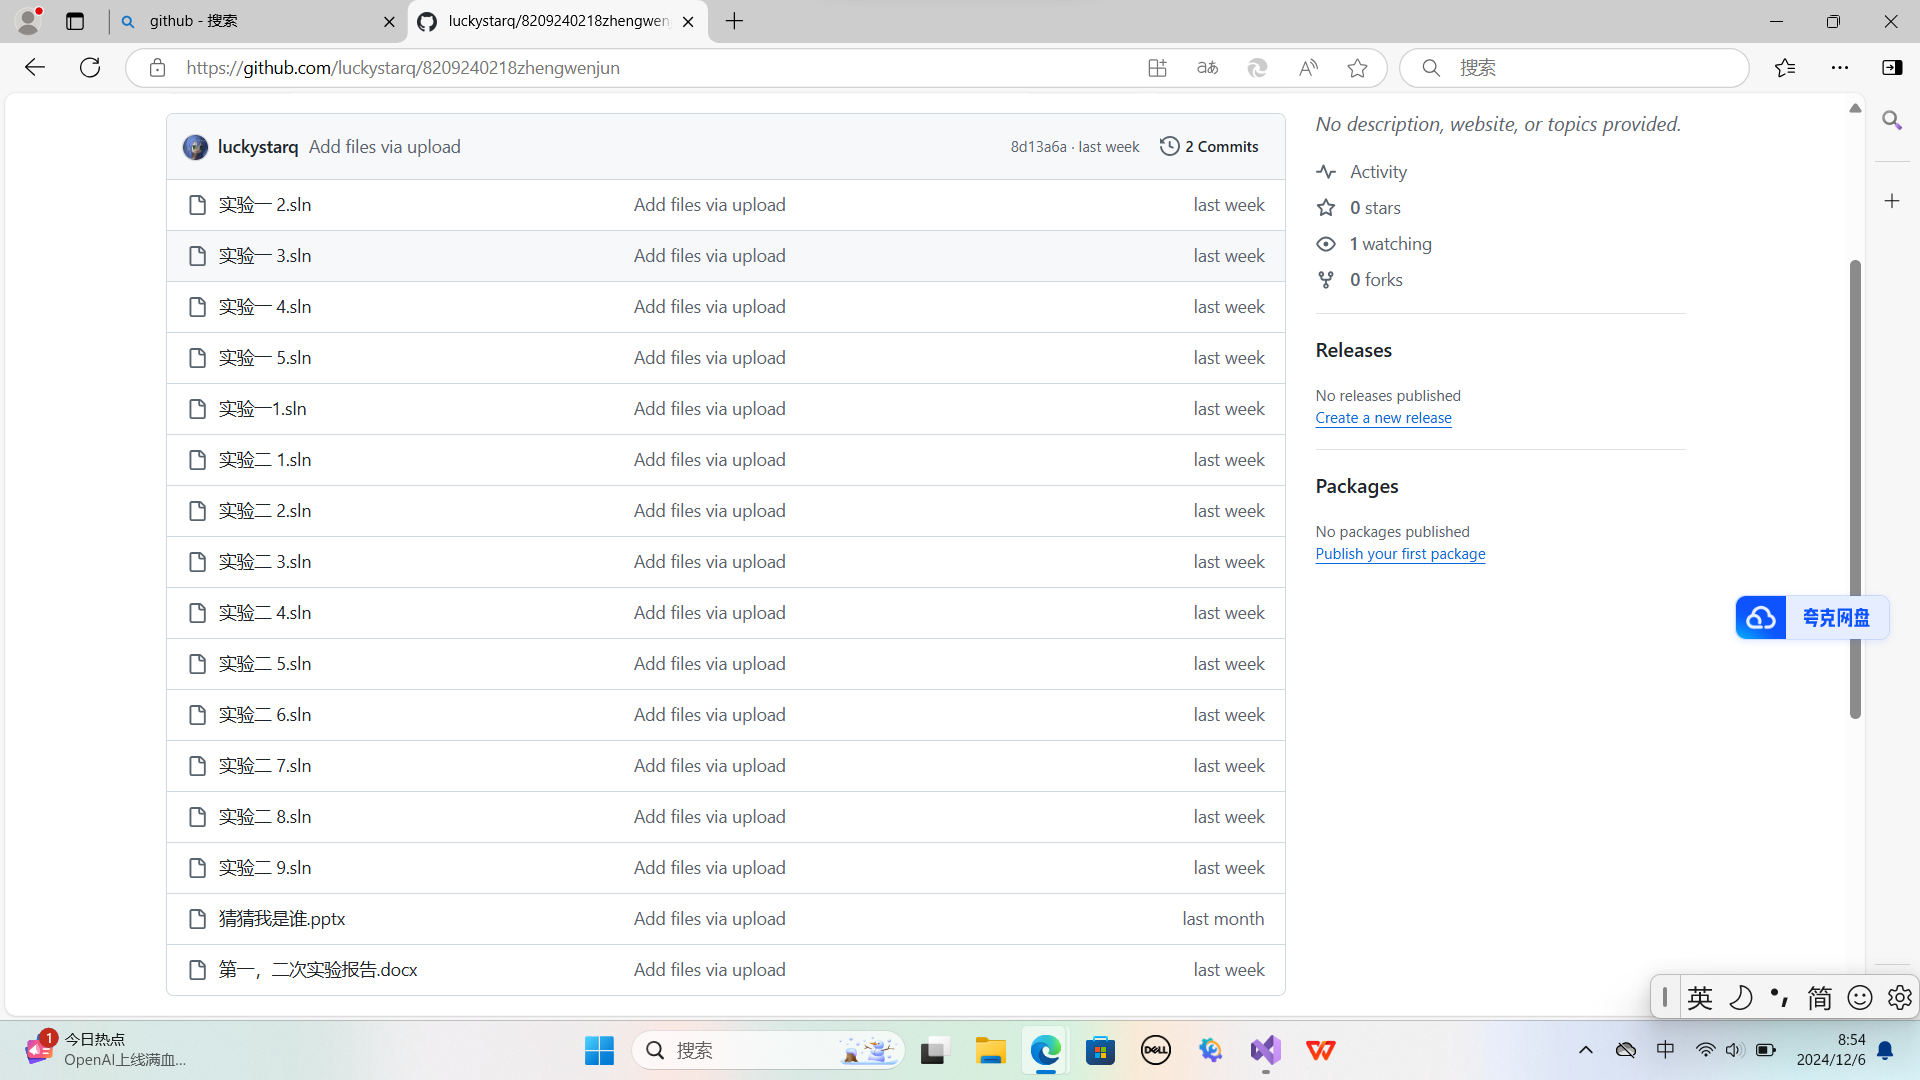 github - 搜索
luckystarq/8209240218zhengwen
https://github.com/luckystarq/8209240218zhengwenjun
aあ
A
搜索
luckystarq Add files via upload 8d13a6a · last week 2 Commits
实验一 2.sln Add files via upload last week
实验一 3.sln Add files via upload last week
实验一 4.sln Add files via upload last week
实验一 5.sln Add files via upload last week
实验一1.sln Add files via upload last week
实验二 1.sln Add files via upload last week
实验二 2.sln Add files via upload last week
实验二 3.sln Add files via upload last week
实验二 4.sln Add files via upload last week
实验二 5.sln Add files via upload last week
实验二 6.sln Add files via upload last week
实验二 7.sln Add files via upload last week
实验二 8.sln Add files via upload last week
实验二 9.sln Add files via upload last week
猜猜我是谁.pptx Add files via upload last month
第一，二次实验报告.docx Add files via upload last week
No description, website, or topics provided.
Activity
0 stars
1 watching
0 forks
Releases
No releases published
Create a new release
Packages
No packages published
Publish your first package
夸克网盘
英 简
1
今日热点
OpenAI上线满血...
搜索
DELL
中
8:54
2024/12/6